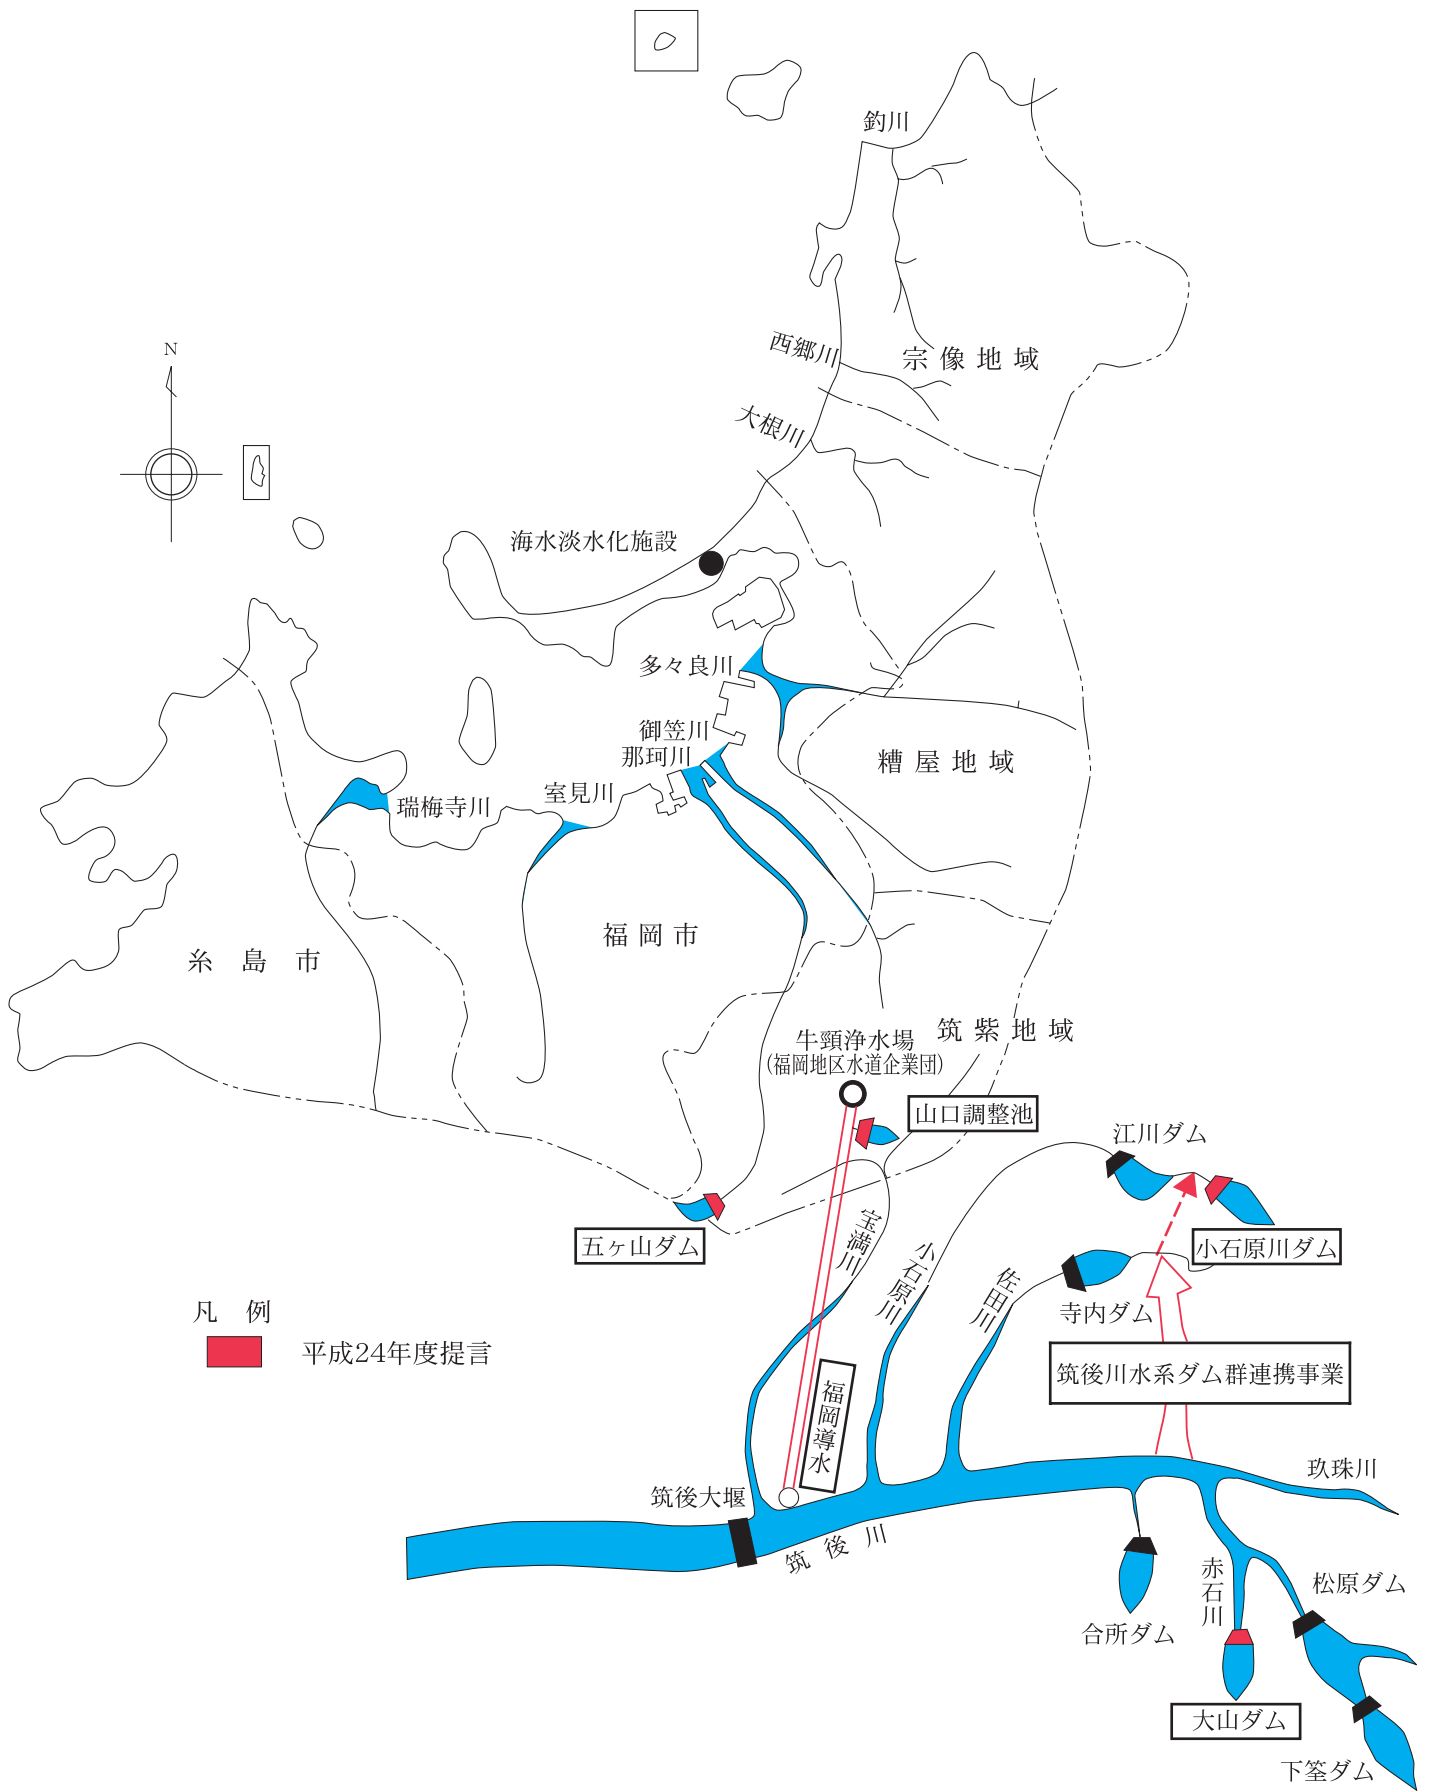 釣川
N
西郷川
宗像地域
大根川
海水淡水化施設
多々良川
御笠川
那珂川
糟屋地域
室見川
瑞梅寺川
福岡市
糸島市
筑紫地域
牛頸浄水場
(福岡地区水道企業団)
山口調整池
江川ダム
五ヶ山ダム
宝満川
小石原川
小石原川ダム
佐田川
寺内ダム
凡例
平成24年度提言
筑後川水系ダム群連携事業
福岡導水
玖珠川
筑後大堰
筑後川
赤石川
松原ダム
合所ダム
大山ダム
下筌ダム